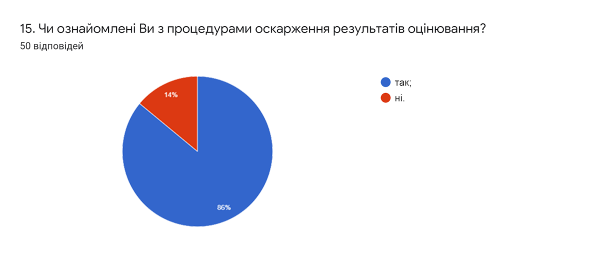 15. Чи ознайомлені Ви з процедурами оскарження результатів оцінювання?
50 відповідей
так;
ні.
14%
86%